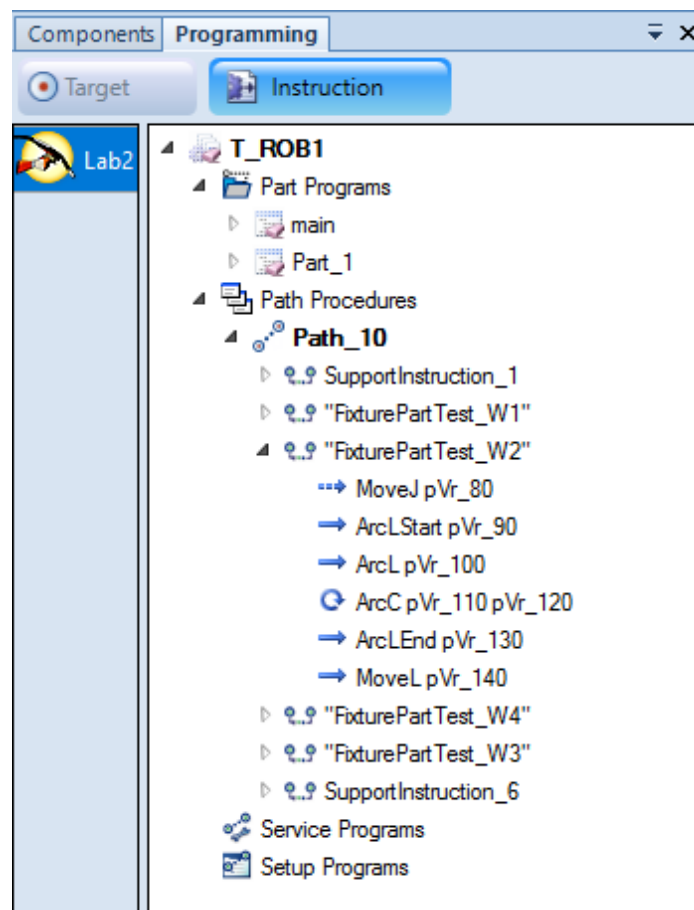 Components Programming
Target Instruction
Lab2
T_ROB1
Part Programs
main
Part_1
Path Procedures
Path_10
SupportInstruction_1
"FixturePartTest_W1"
"FixturePartTest_W2"
MoveJ pVr_80
ArcLStart pVr_90
ArcL pVr_100
ArcC pVr_110 pVr_120
ArcLEnd pVr_130
MoveL pVr_140
"FixturePartTest_W4"
"FixturePartTest_W3"
SupportInstruction_6
Service Programs
Setup Programs